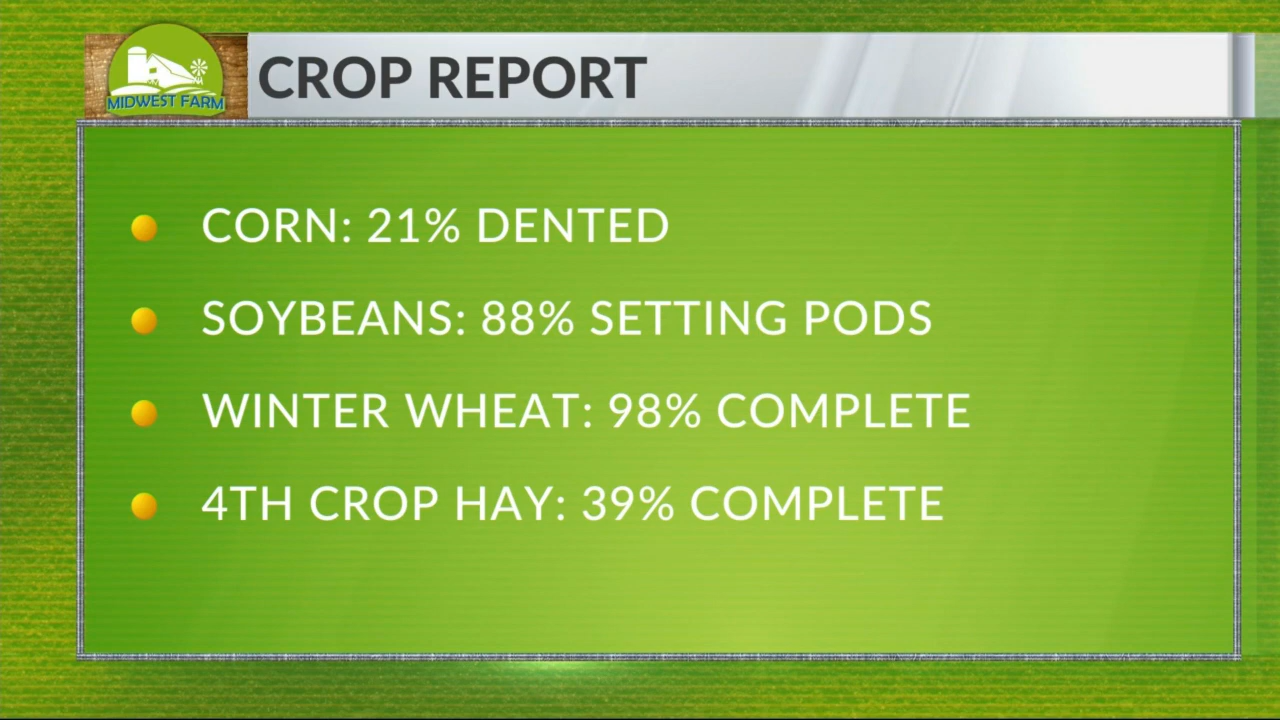 MIDWEST FARM
CROP REPORT
CORN: 21% DENTED
SOYBEANS: 88% SETTING PODS
WINTER WHEAT: 98% COMPLETE
4TH CROP HAY: 39% COMPLETE